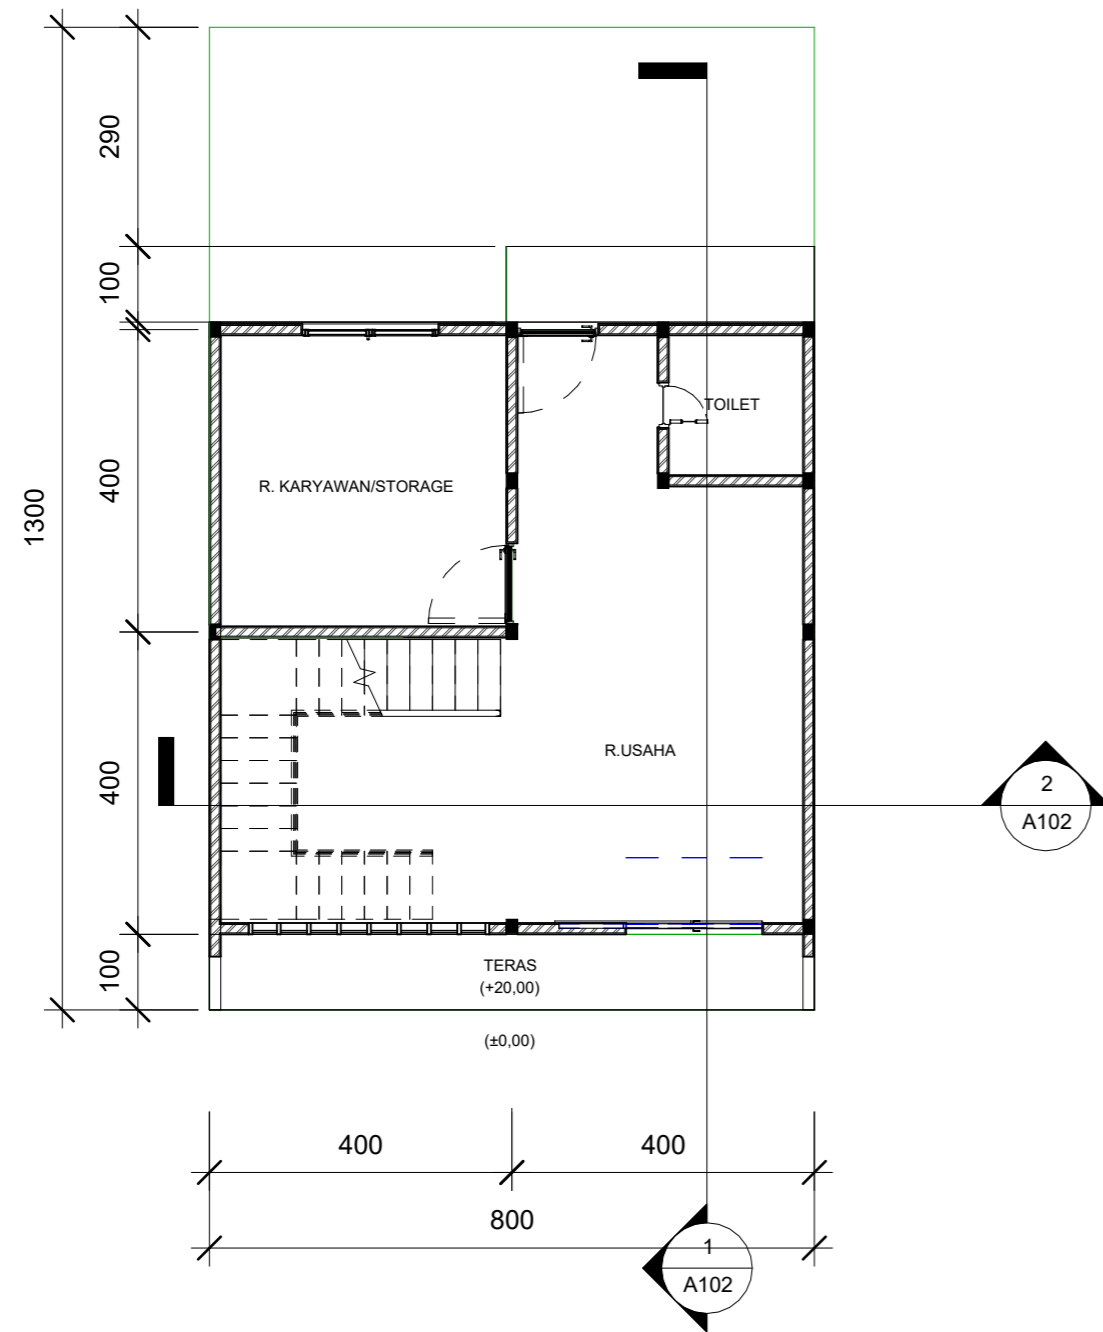 290
100
1300
400
TOILET
R. KARYAWAN/STORAGE
R.USAHA
400
2
A102
100
TERAS
(+20,00)
(±0,00)
400
400
800
1
A102